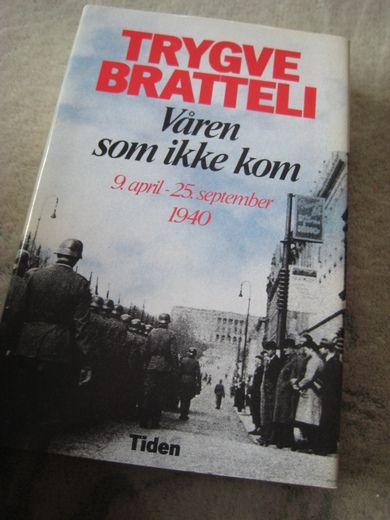 TRYGVE
BRATTELI
Våren
som ikke kom
9. april - 25. september
1940
Tiden